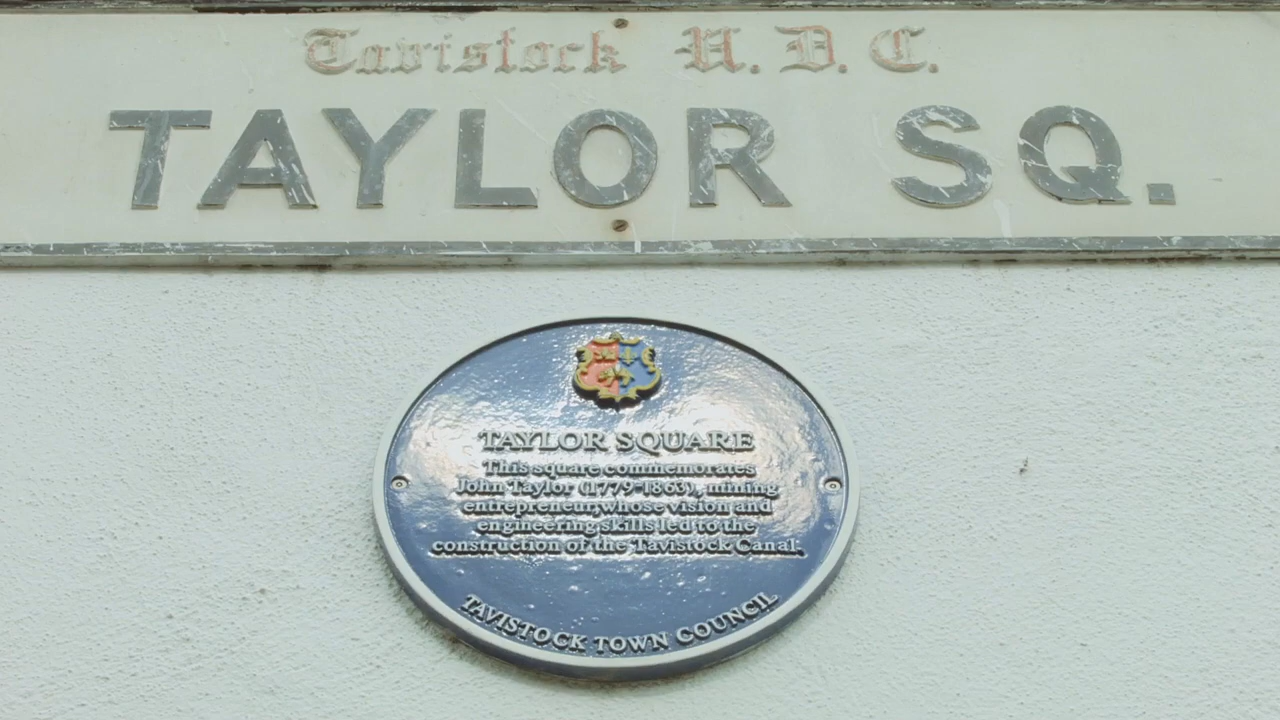 Tavistock U. D. C.
TAYLOR SQ.
TAYLOR SQUARE
This square commemorates
John Taylor (1779-1863), mining
entrepreneur, whose vision and
engineering skills led to the
construction of the Tavistock Canal.
TAVISTOCK TOWN COUNCIL